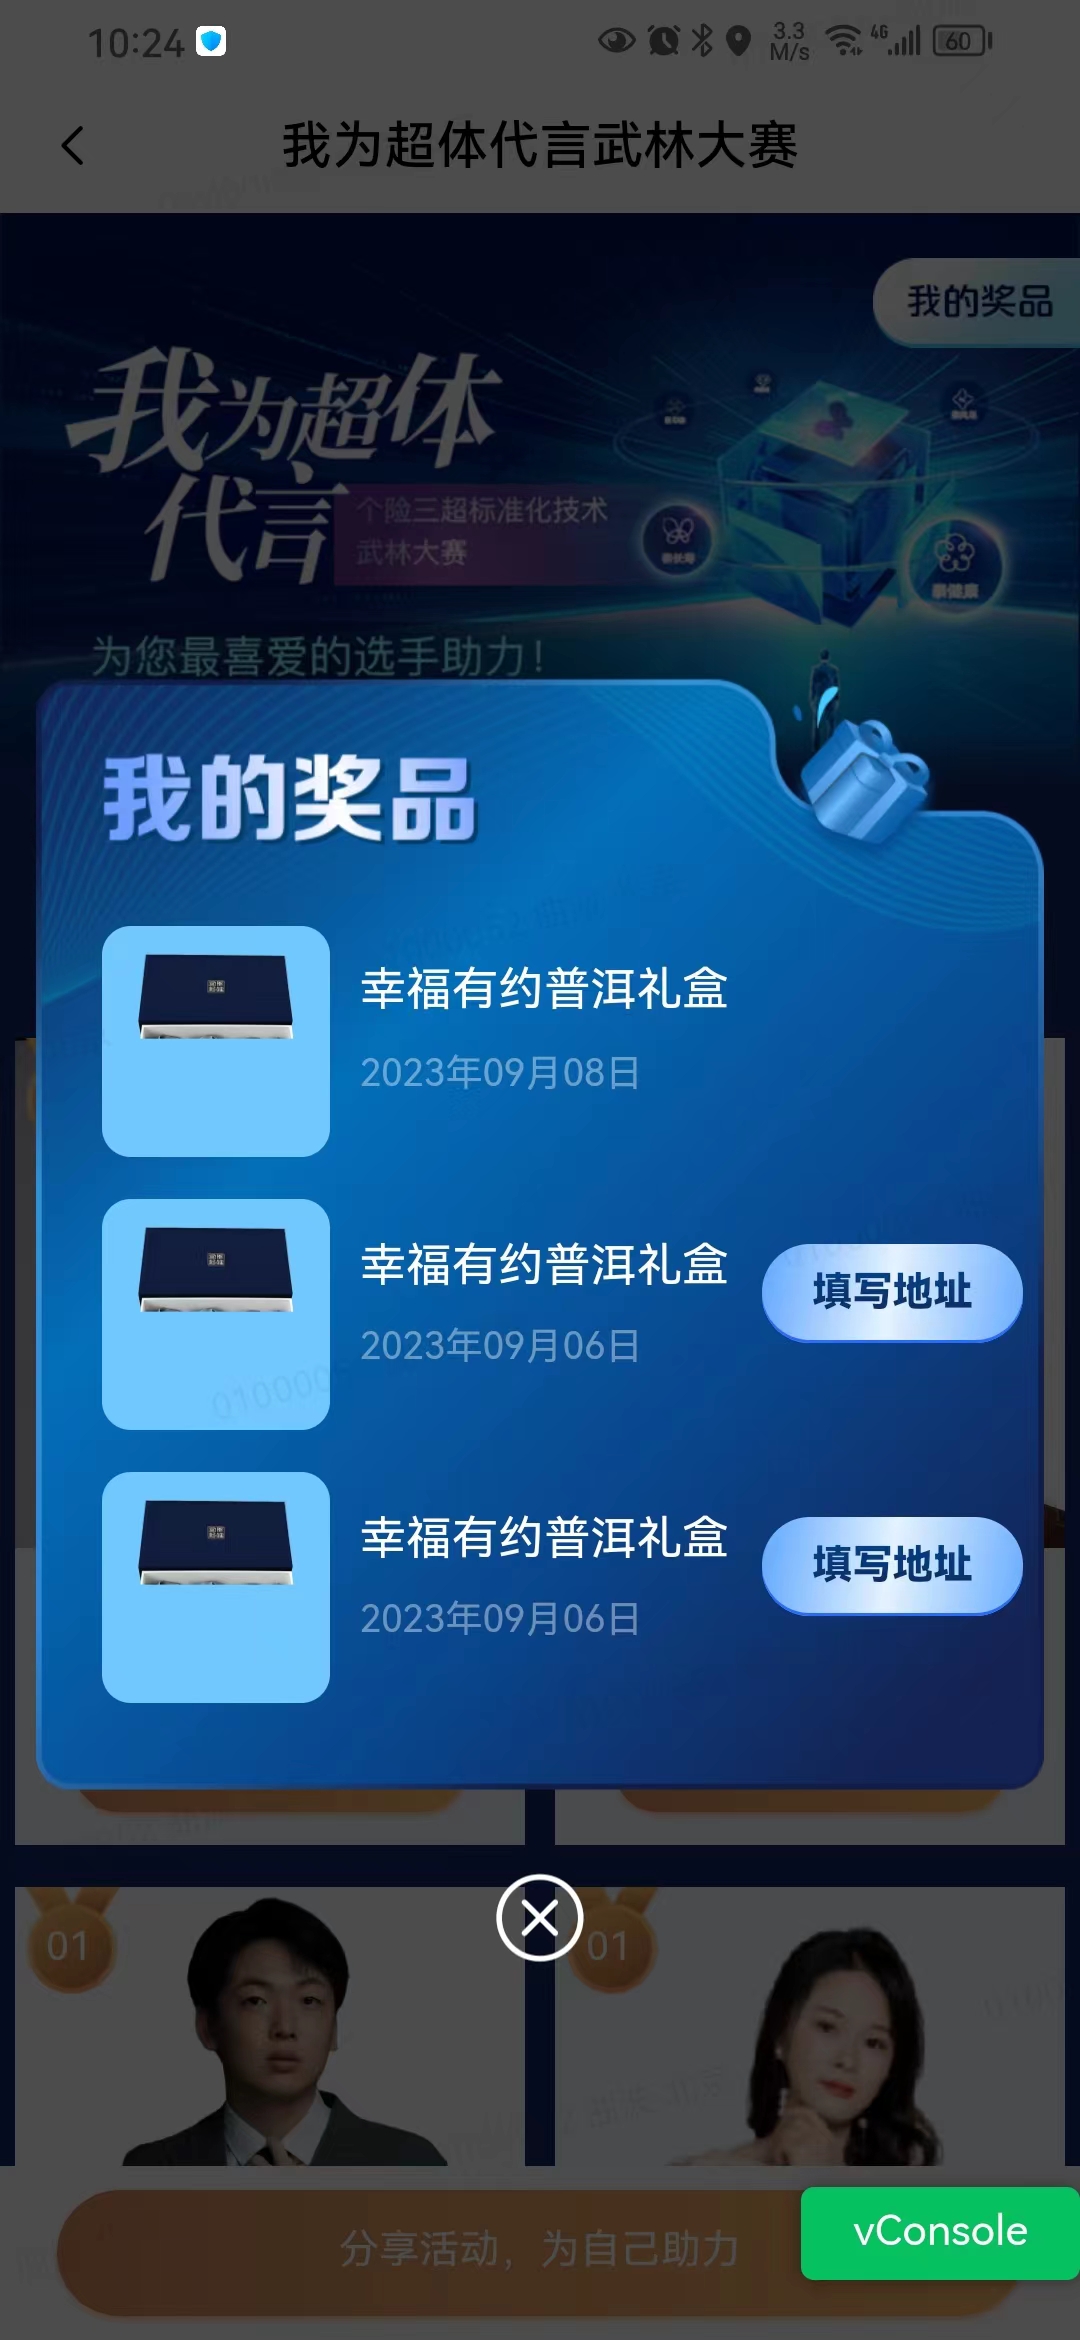 10:24
3.3
M/s
4G
60
我为超体代言武林大赛
我的奖品
我为超体
代言
个险三超标准化技术
武林大赛
泰健康
为您最喜爱的选手助力！
我的奖品
幸福有约普洱礼盒
2023年09月08日
幸福有约普洱礼盒
2023年09月06日
填写地址
幸福有约普洱礼盒
2023年09月06日
填写地址
01
01
分享活动，为自己助力
vConsole